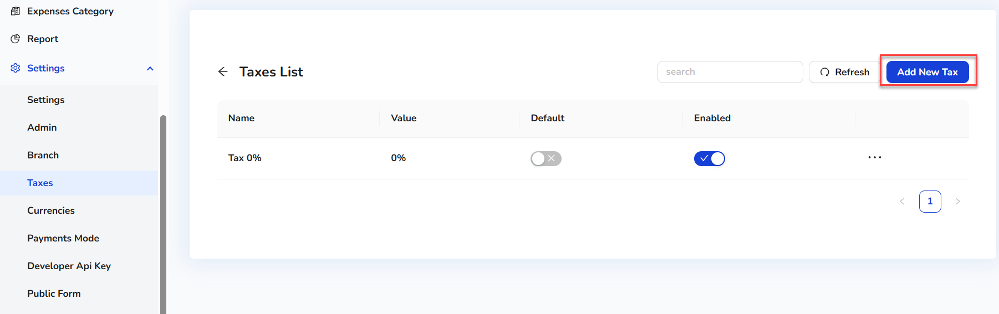 Expenses Category
Report
Settings
Settings
Admin
Branch
Taxes
Currencies
Payments Mode
Developer Api Key
Public Form
Taxes List
search
Refresh
Add New Tax
Name Value Default Enabled
Tax 0% 0% ...
< 1 >